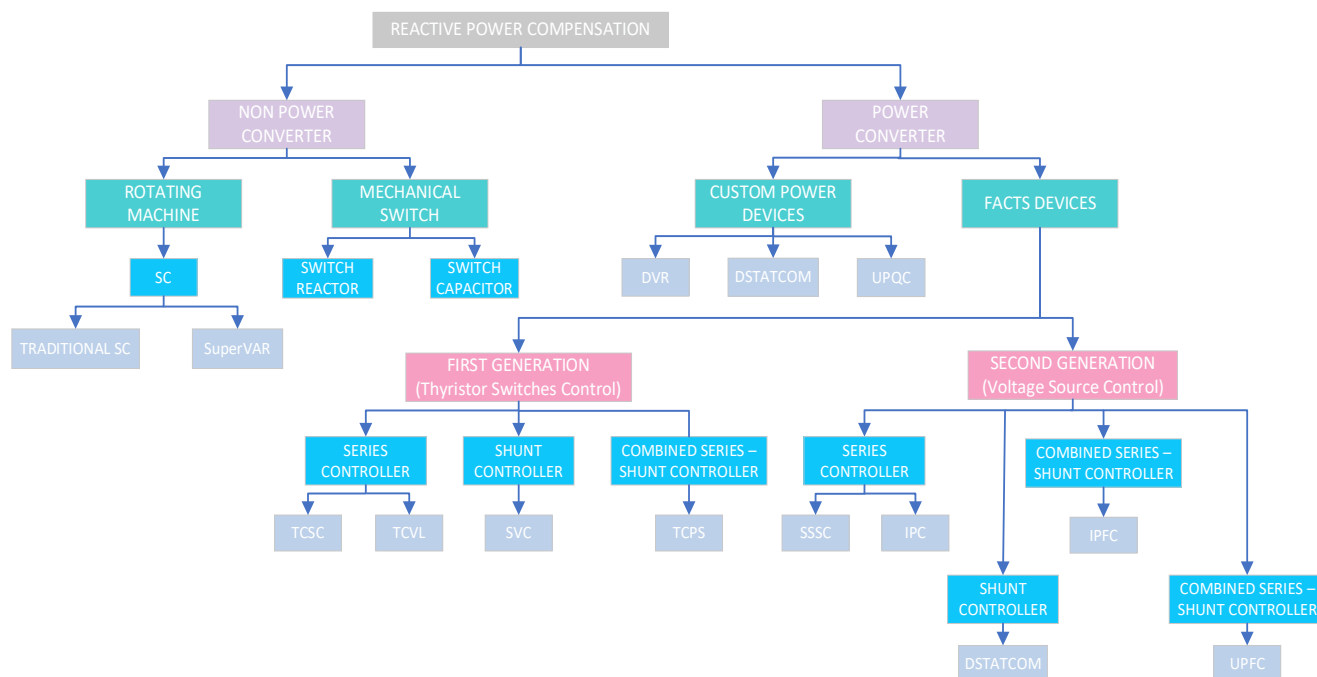 REACTIVE POWER COMPENSATION
NON POWER
CONVERTER
POWER
CONVERTER
ROTATING
MACHINE
MECHANICAL
SWITCH
CUSTOM POWER
DEVICES
FACTS DEVICES
SC
SWITCH
REACTOR
SWITCH
CAPACITOR
DVR
DSTATCOM
UPQC
TRADITIONAL SC
SuperVAR
FIRST GENERATION
(Thyristor Switches Control)
SECOND GENERATION
(Voltage Source Control)
SERIES
CONTROLLER
SHUNT
CONTROLLER
COMBINED SERIES –
SHUNT CONTROLLER
SERIES
CONTROLLER
COMBINED SERIES –
SHUNT CONTROLLER
TCSC
TCVL
SVC
TCPS
SSSC
IPC
IPFC
SHUNT
CONTROLLER
COMBINED SERIES –
SHUNT CONTROLLER
DSTATCOM
UPFC